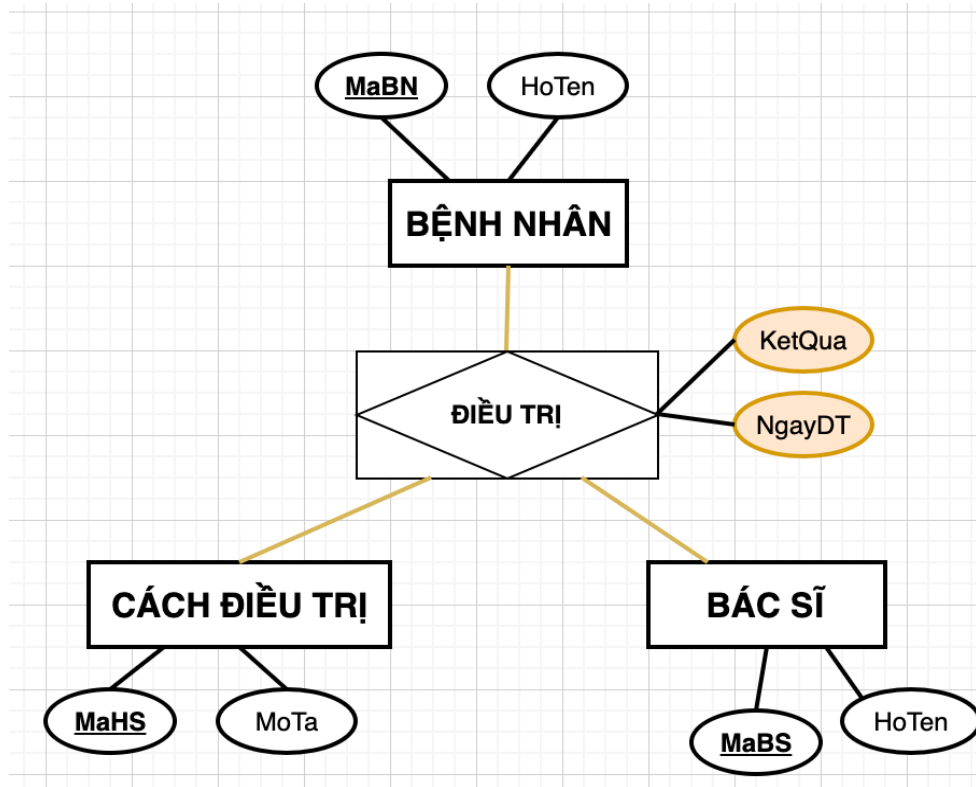 MaBN
HoTen
BỆNH NHÂN
KetQua
ĐIỀU TRỊ
NgayDT
CÁCH ĐIỀU TRỊ
BÁC SĨ
MaHS
MoTa
MaBS
HoTen